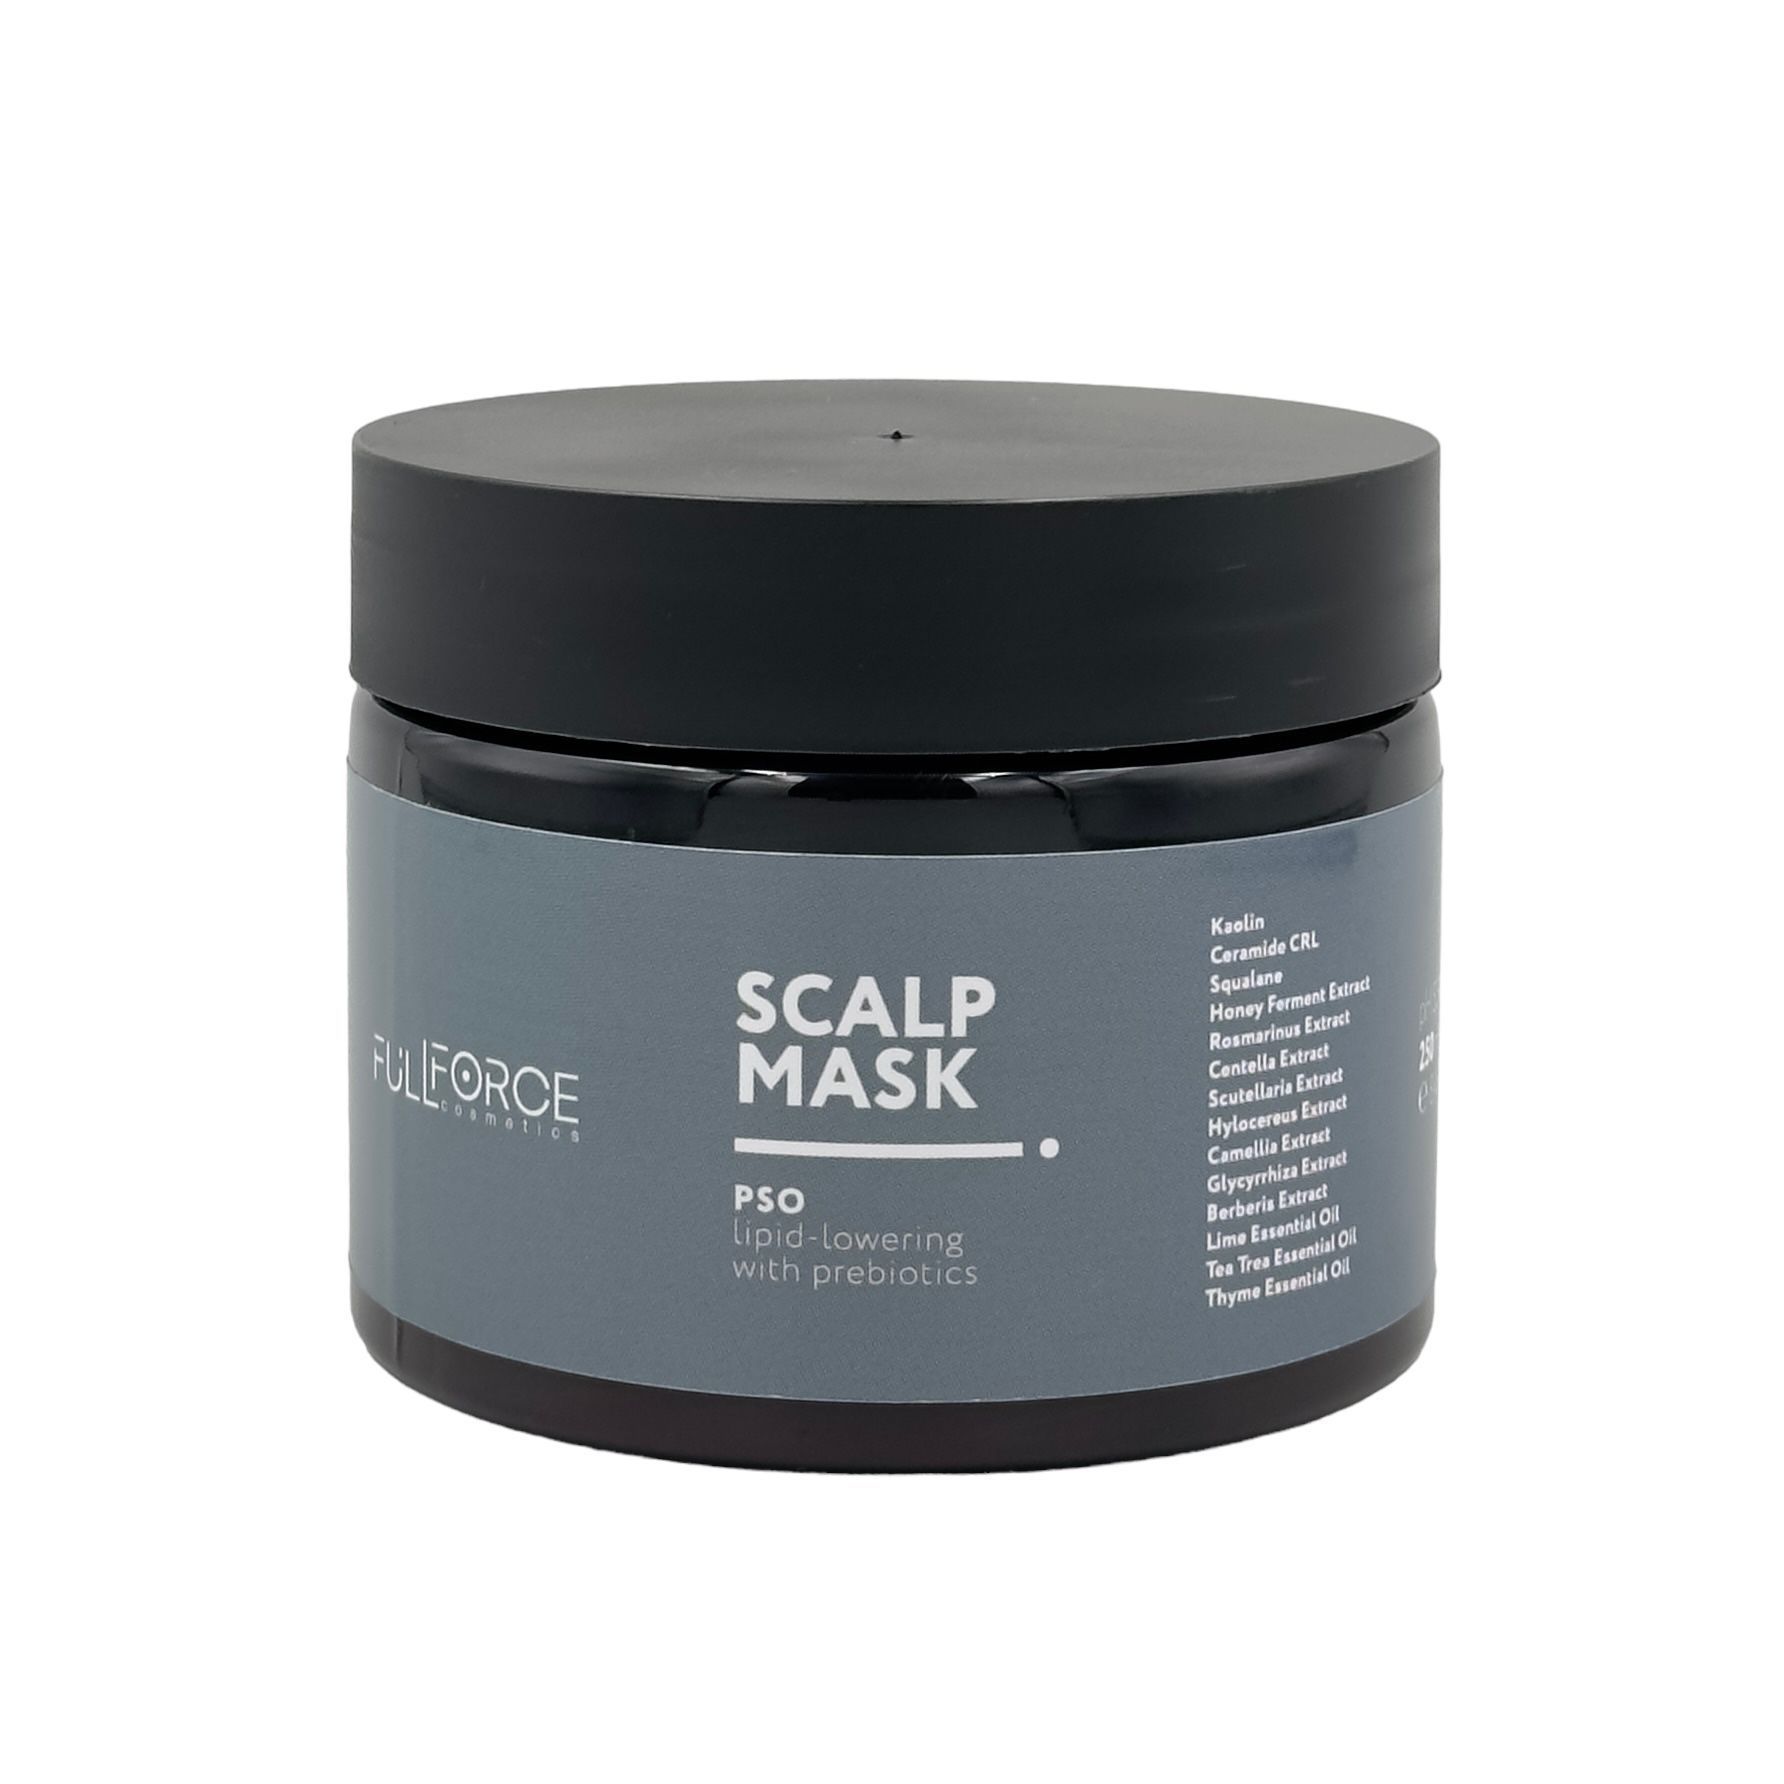 FULLFORCE
cosmetics
SCALP
MASK
PSO
lipid-lowering
with prebiotics
Kaolin
Ceramide CRL
Squalane
Honey Ferment Extract
Rosmarinus Extract
Centella Extract
Scutellaria Extract
Hylocereus Extract
Camellia Extract
Glycyrrhiza Extract
Berberis Extract
Lime Essential Oil
Tea Trea Essential Oil
Thyme Essential Oil
250